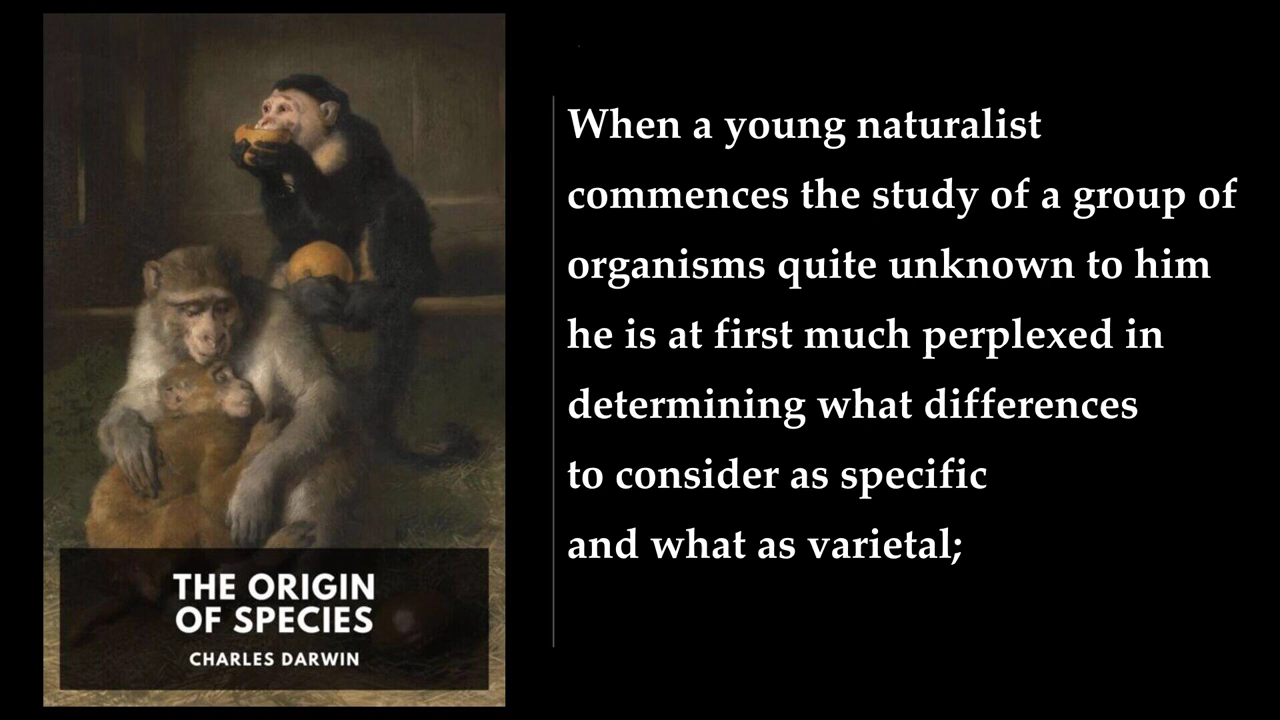 THE ORIGIN
OF SPECIES
CHARLES DARWIN
When a young naturalist
commences the study of a group of
organisms quite unknown to him
he is at first much perplexed in
determining what differences
to consider as specific
and what as varietal;